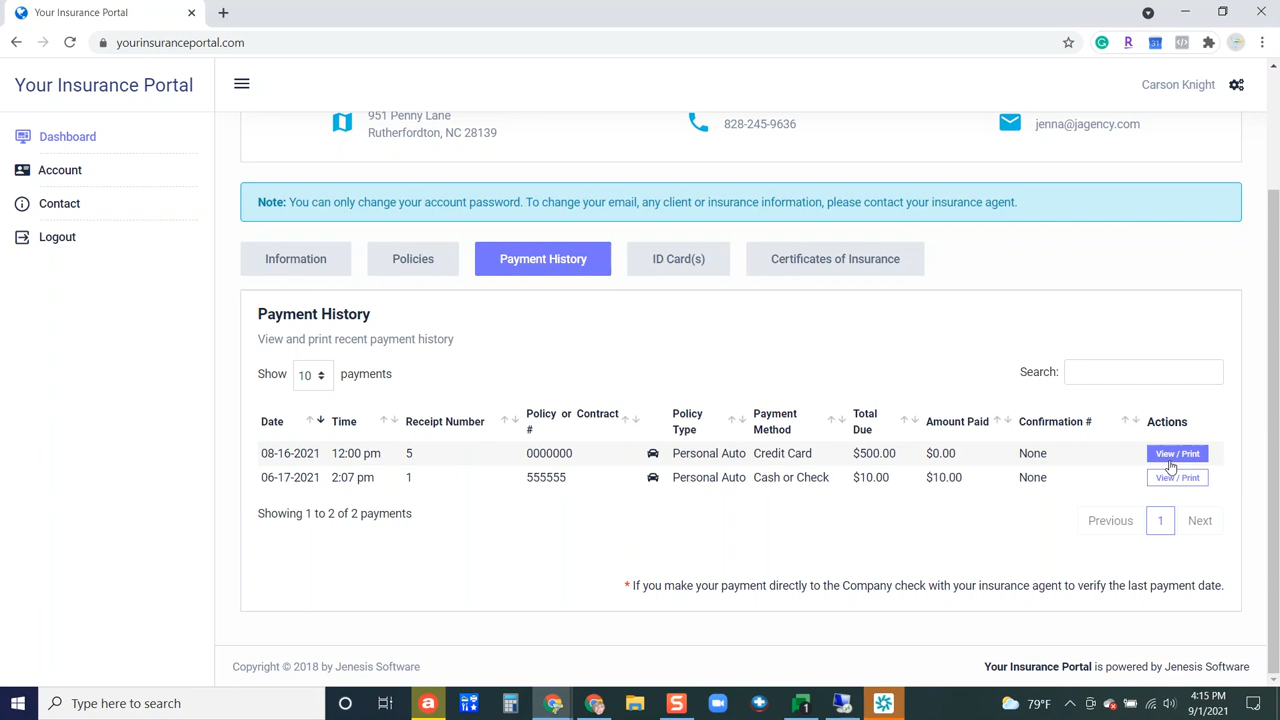 Your Insurance Portal
yourinsuranceportal.com
Your Insurance Portal
Carson Knight
Dashboard
Account
Contact
Logout
951 Penny Lane
Rutherfordton, NC 28139
828-245-9636
jenna@jagency.com
Note: You can only change your account password. To change your email, any client or insurance information, please contact your insurance agent.
Information Policies Payment History ID Card(s) Certificates of Insurance
Payment History
View and print recent payment history
Show 10 payments Search:
Date Time Receipt Number Policy or Contract # Policy Type Payment Method Total Due Amount Paid Confirmation # Actions
08-16-2021 12:00 pm 5 0000000 Personal Auto Credit Card $500.00 $0.00 None View / Print
06-17-2021 2:07 pm 1 555555 Personal Auto Cash or Check $10.00 $10.00 None View / Print
Showing 1 to 2 of 2 payments
Previous 1 Next
* If you make your payment directly to the Company check with your insurance agent to verify the last payment date.
Copyright © 2018 by Jenesis Software
Your Insurance Portal is powered by Jenesis Software
Type here to search
79°F
4:15 PM
9/1/2021